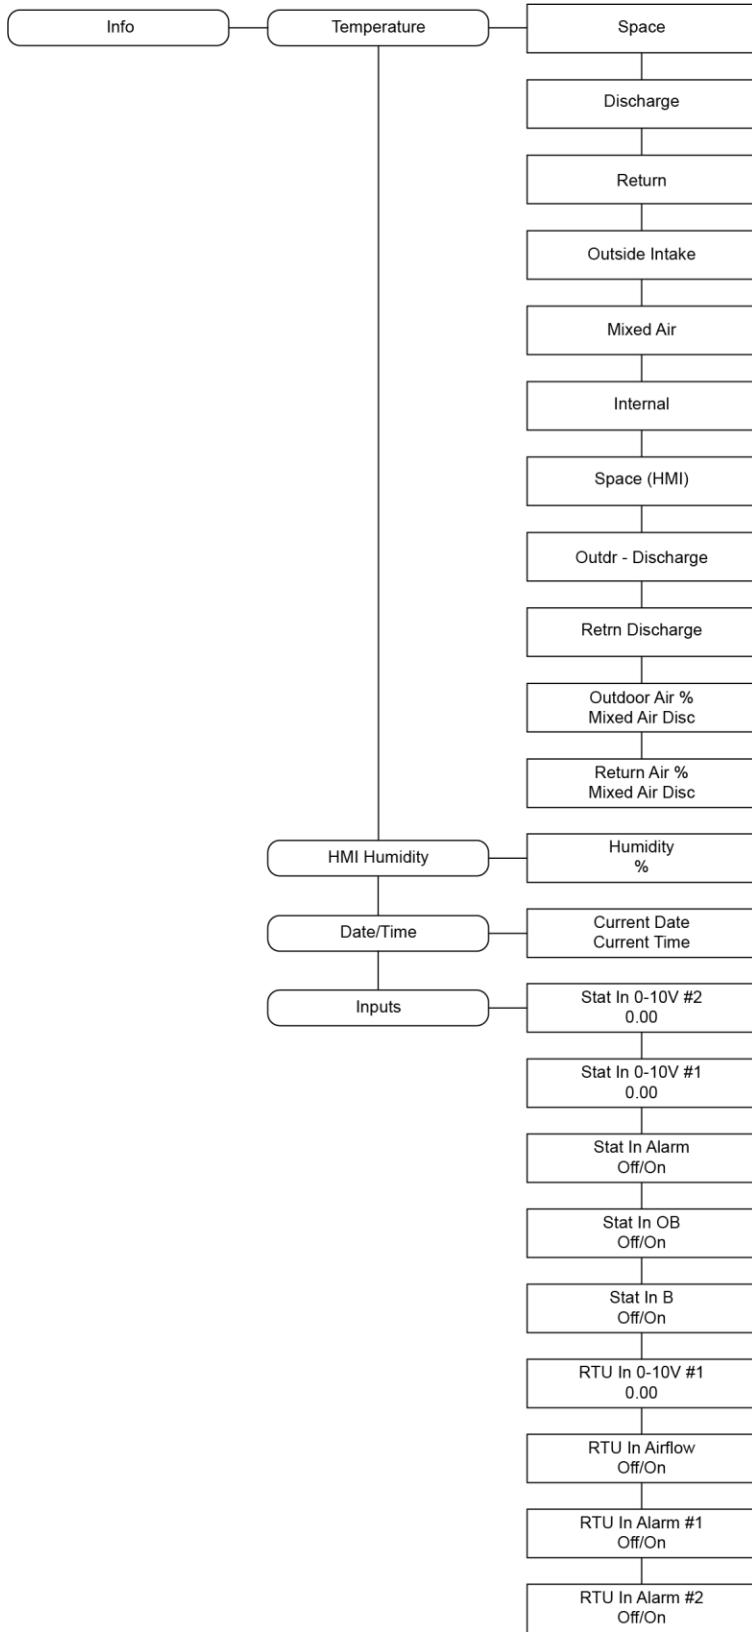 Info
Temperature
Space
Discharge
Return
Outside Intake
Mixed Air
Internal
Space (HMI)
Outdr - Discharge
Retrn Discharge
Outdoor Air %
Mixed Air Disc
Return Air %
Mixed Air Disc
HMI Humidity
Humidity
%
Date/Time
Current Date
Current Time
Inputs
Stat In 0-10V #2
0.00
Stat In 0-10V #1
0.00
Stat In Alarm
Off/On
Stat In OB
Off/On
Stat In B
Off/On
RTU In 0-10V #1
0.00
RTU In Airflow
Off/On
RTU In Alarm #1
Off/On
RTU In Alarm #2
Off/On